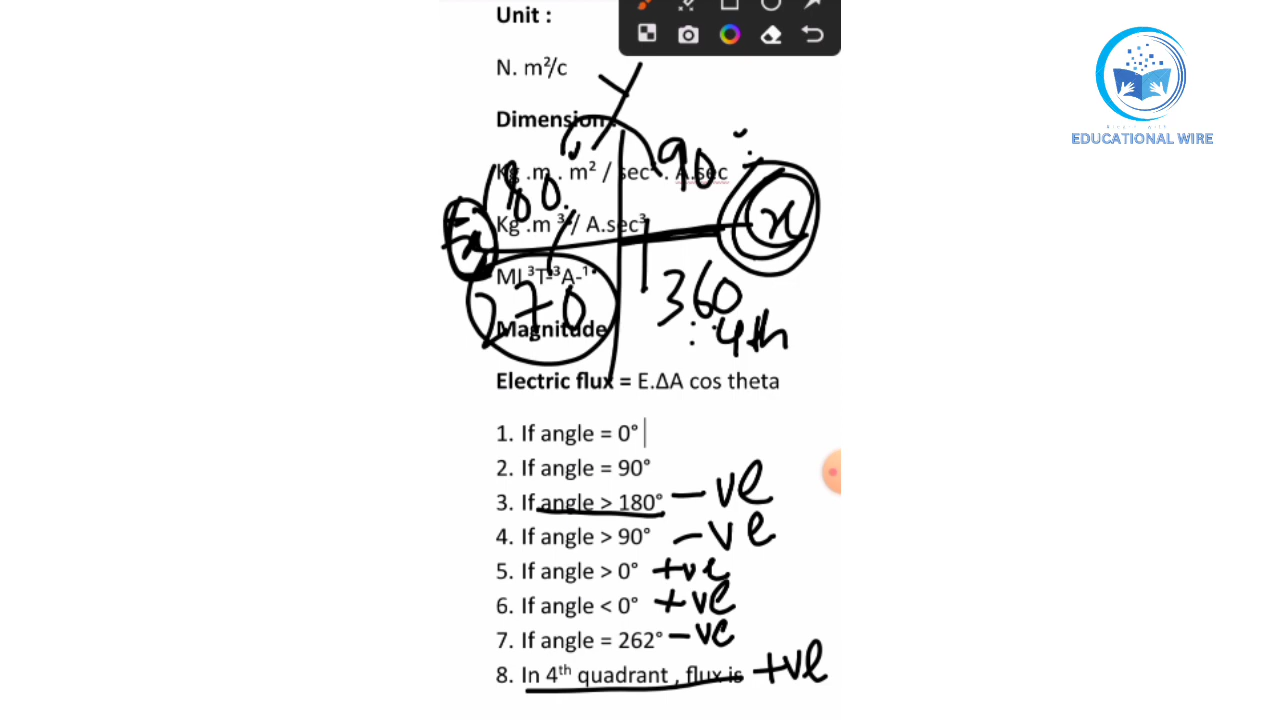 Unit :
N. m²/c
Dimension :
Kg .m . m² / sec² . A.sec
Kg .m ³ / A.sec³
ML³T-³A-¹
Magnitude
Electric flux = E.ΔA cos theta
1. If angle = 0°
2. If angle = 90°
3. If angle > 180° -ve
4. If angle > 90° -ve
5. If angle > 0° +ve
6. If angle < 0° +ve
7. If angle = 262° -ve
8. In 4th quadrant , flux is +ve
y
90
180
-x
x
270
360
4th
EDUCATIONAL WIRE